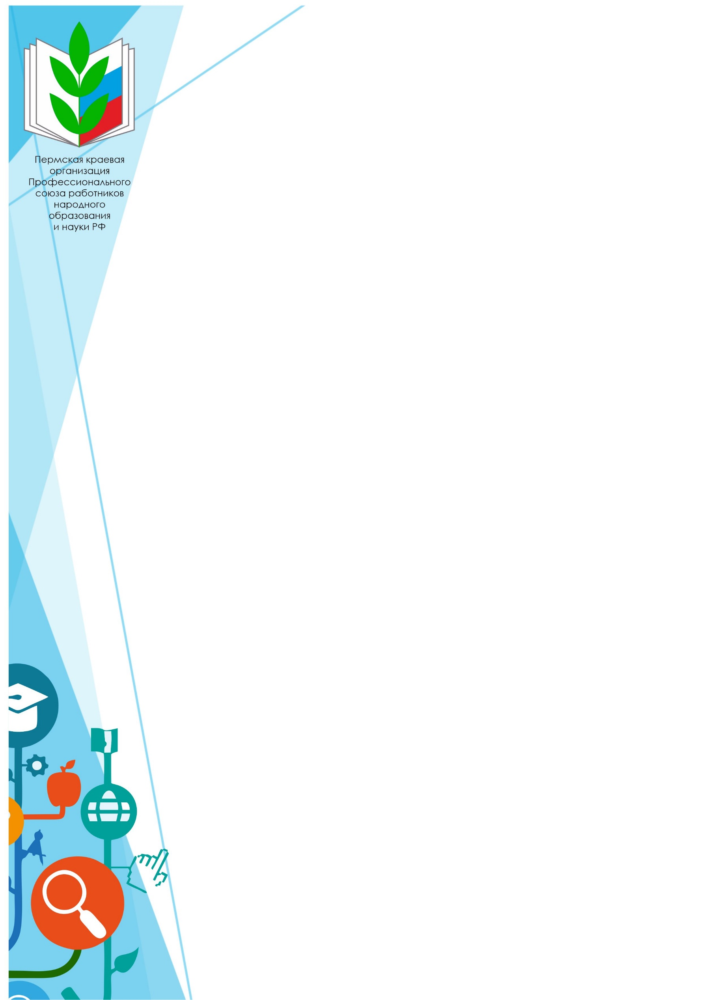 Пермская краевая
организация
Профессионального
союза работников
народного
образования
и науки РФ